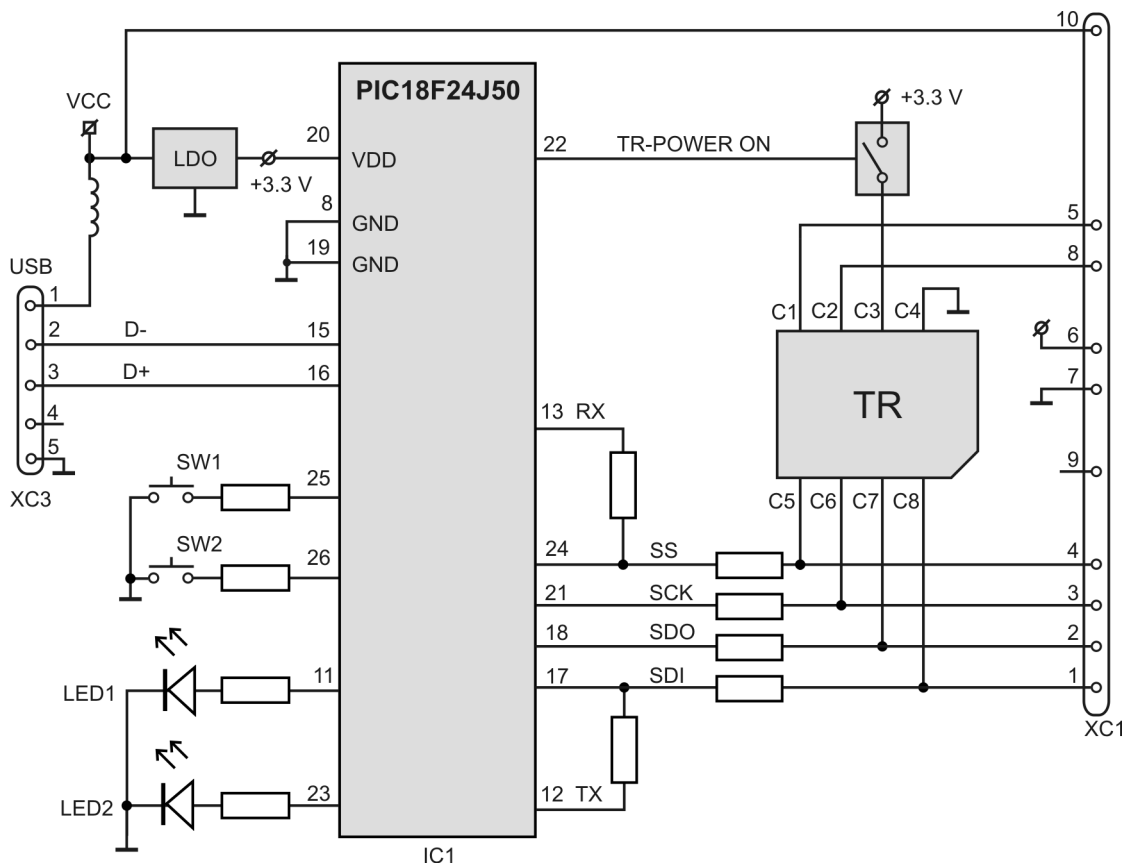 10
PIC18F24J50
VCC
+3.3 V
20
22
TR-POWER ON
LDO
VDD
+3.3 V
8
GND
5
19
GND
8
USB
1
C1
C2
C3
C4
2
D-
15
6
3
D+
16
7
TR
4
13
RX
5
SW1
25
9
XC3
C5
C6
C7
C8
SW2
26
24
SS
4
21
SCK
3
18
SDO
2
11
17
SDI
1
LED1
XC1
LED2
23
12
TX
IC1